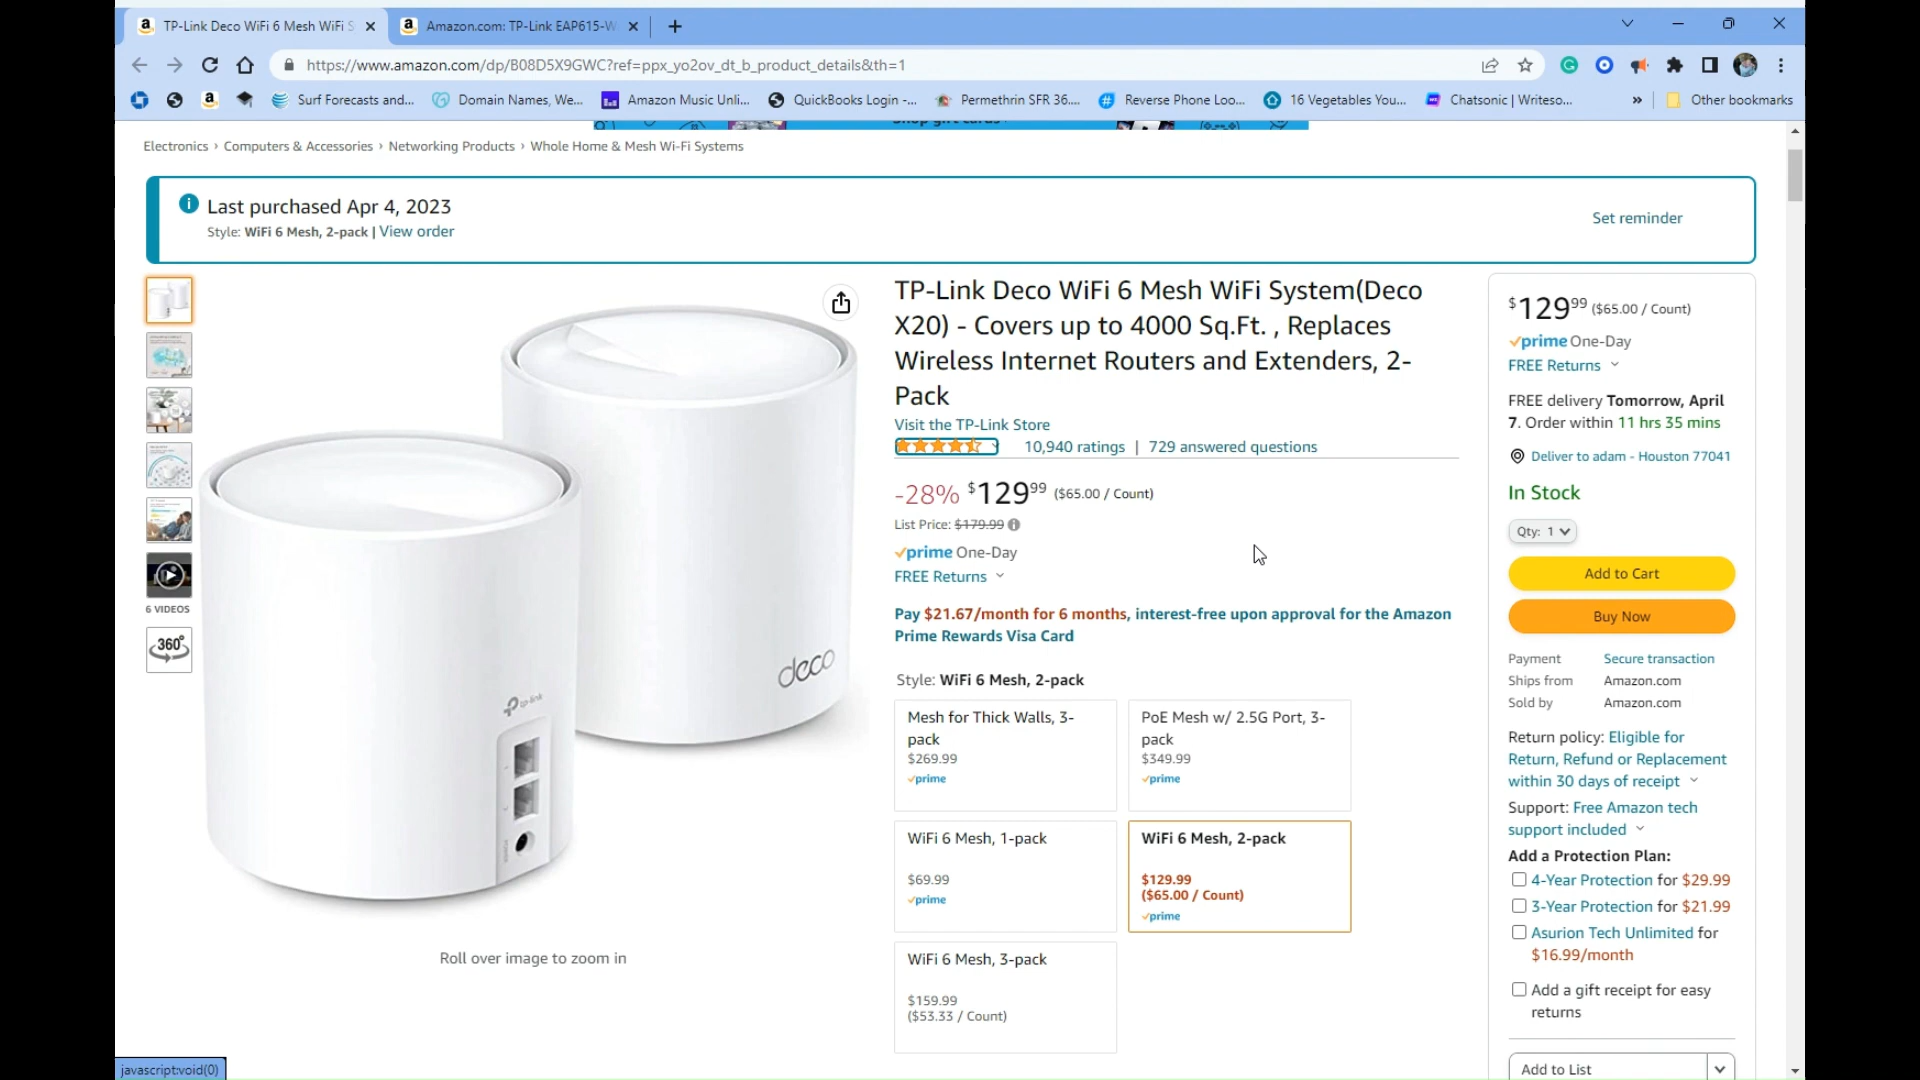 TP-Link Deco WiFi 6 Mesh WiFi S
Amazon.com: TP-Link EAP615-W
https://www.amazon.com/dp/B08D5X9GWC?ref=ppx_yo2ov_dt_b_product_details&th=1
Surf Forecasts and...
Domain Names, We...
Amazon Music Unli...
QuickBooks Login -...
Permethrin SFR 36....
Reverse Phone Loo...
16 Vegetables You...
Chatsonic | Writeso...
»
Other bookmarks
Electronics › Computers & Accessories › Networking Products › Whole Home & Mesh Wi-Fi Systems
Last purchased Apr 4, 2023
Style: WiFi 6 Mesh, 2-pack | View order
Set reminder
6 VIDEOS
360°
tp-link
deco
Roll over image to zoom in
TP-Link Deco WiFi 6 Mesh WiFi System(Deco
X20) - Covers up to 4000 Sq.Ft. , Replaces
Wireless Internet Routers and Extenders, 2-
Pack
Visit the TP-Link Store
10,940 ratings | 729 answered questions
-28% $129.99 ($65.00 / Count)
List Price: $179.99
prime One-Day
FREE Returns
Pay $21.67/month for 6 months, interest-free upon approval for the Amazon
Prime Rewards Visa Card
Style: WiFi 6 Mesh, 2-pack
Mesh for Thick Walls, 3-
pack
$269.99
prime
PoE Mesh w/ 2.5G Port, 3-
pack
$349.99
prime
WiFi 6 Mesh, 1-pack
$69.99
prime
WiFi 6 Mesh, 2-pack
$129.99
($65.00 / Count)
prime
WiFi 6 Mesh, 3-pack
$159.99
($53.33 / Count)
$129.99 ($65.00 / Count)
prime One-Day
FREE Returns
FREE delivery Tomorrow, April
7. Order within 11 hrs 35 mins
Deliver to adam - Houston 77041
In Stock
Qty: 1
Add to Cart
Buy Now
Payment Secure transaction
Ships from Amazon.com
Sold by Amazon.com
Return policy: Eligible for
Return, Refund or Replacement
within 30 days of receipt
Support: Free Amazon tech
support included
Add a Protection Plan:
4-Year Protection for $29.99
3-Year Protection for $21.99
Asurion Tech Unlimited for
$16.99/month
Add a gift receipt for easy
returns
Add to List
javascript:void(0)